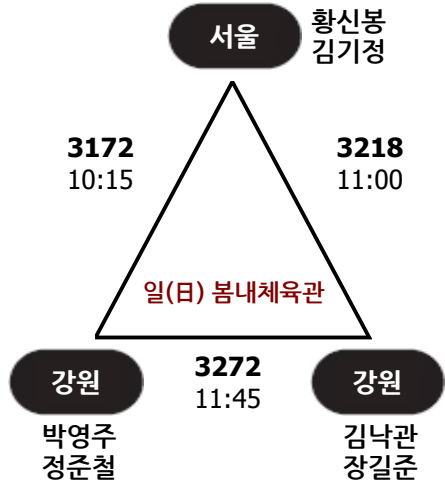 서울
황신봉
김기정
3172
10:15
3218
11:00
일(日) 봄내체육관
강원
3272
11:45
강원
박영주
정준철
김낙관
장길준